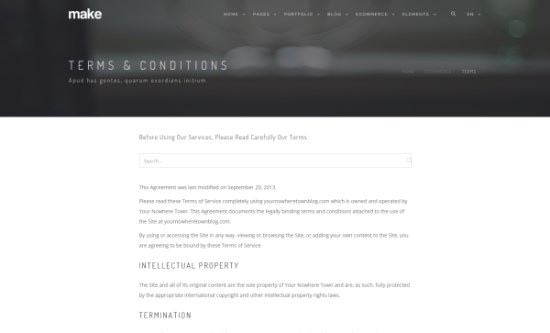 make
HOME PAGES PORTFOLIO BLOG ECOMMERCE ELEMENTS EN
TERMS & CONDITIONS
Apud has gentes, quarum exordiens initium.
HOME
Before Using Our Services, Please Read Carefully Our Terms.
Search...
This Agreement was last modified on September 20, 2013.
Please read these Terms of Service completely using yournowheretownblog.com which is owned and operated by
Your Nowhere Town. This Agreement documents the legally binding terms and conditions attached to the use of
the Site at yournowheretownblog.com.
By using or accessing the Site in any way, viewing or browsing the Site, or adding your own content to the Site, you
are agreeing to be bound by these Terms of Service.
INTELLECTUAL PROPERTY
The Site and all of its original content are the sole property of Your Nowhere Town and are, as such, fully protected
by the appropriate international copyright and other intellectual property rights laws.
TERMINATION